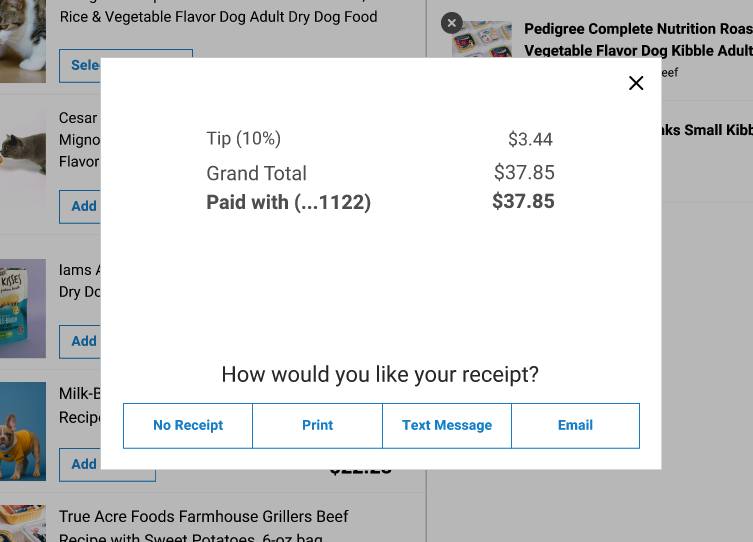 Rice & Vegetable Flavor Dog Adult Dry Dog Food
Sele
Cesar
Migno
Flavor
Add
Iams A
Dry Do
Add
Milk-B
Recipe
Add
True Acre Foods Farmhouse Grillers Beef
Recipe with Sweet Potatoes, 6-oz bag
Pedigree Complete Nutrition Roas
Vegetable Flavor Dog Kibble Adult
eef
aks Small Kibb
Tip (10%) $3.44
Grand Total $37.85
Paid with (...1122) $37.85
How would you like your receipt?
No Receipt
Print
Text Message
Email